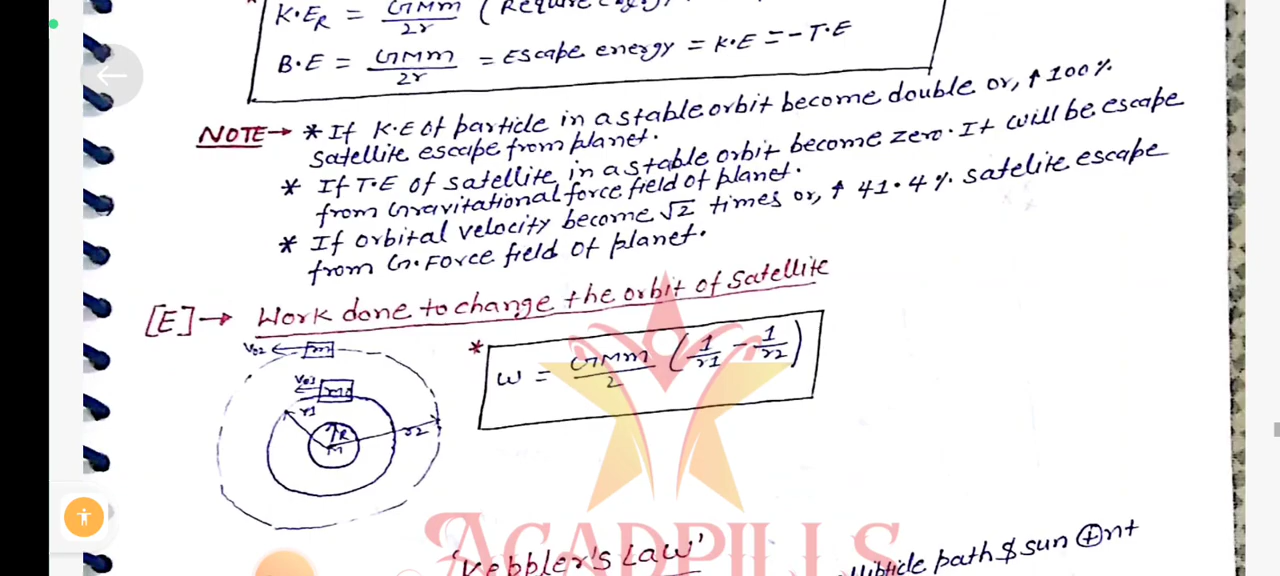 K·E_R = GMm/2r (Require
B·E = GMm/2r = Escape energy = K·E = -T·E
NOTE→ * If K·E of particle in a stable orbit become double or, ↑ 100%
satellite escape from planet.
* If T·E of satellite in a stable orbit become zero. It will be escape
from Gravitational force field of planet.
* If orbital velocity become √2 times or, ↑ 41.4% satelite escape
from G. Force field of planet.
[E]→ Work done to change the orbit of satellite
* W = GMm/2 (1/r1 - 1/r2)
Vo2 m
Vo1 m
r1
R
r2
M
ACADPILLS
'Kebbler's Law'
path & sun ⊕nt